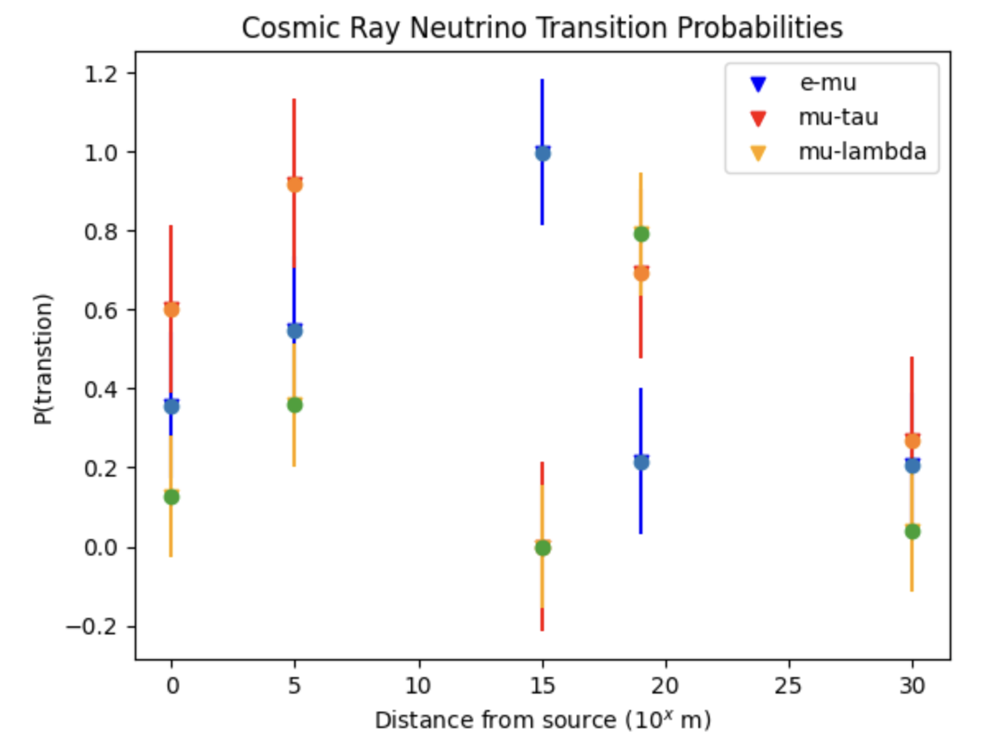 Cosmic Ray Neutrino Transition Probabilities
e-mu
mu-tau
mu-lambda
P(transtion)
1.2
1.0
0.8
0.6
0.4
0.2
0.0
−0.2
0 5 10 15 20 25 30
Distance from source (10ˣ m)